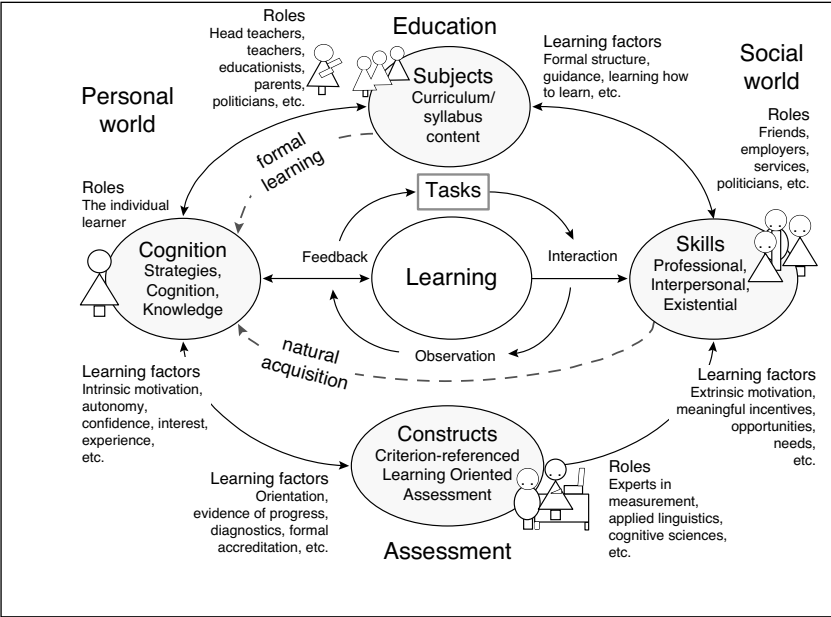 Education
Roles
Head teachers,
teachers,
educationists,
parents,
politicians, etc.
Subjects
Curriculum/
syllabus
content
Learning factors
Formal structure,
guidance, learning how
to learn, etc.
Social
world
Roles
Friends,
employers,
services,
politicians, etc.
Personal
world
formal
learning
Roles
The individual
learner
Cognition
Strategies,
Cognition,
Knowledge
Tasks
Feedback
Learning
Interaction
Observation
Skills
Professional,
Interpersonal,
Existential
natural
acquisition
Learning factors
Intrinsic motivation,
autonomy,
confidence, interest,
experience,
etc.
Learning factors
Extrinsic motivation,
meaningful incentives,
opportunities,
needs,
etc.
Constructs
Criterion-referenced
Learning Oriented
Assessment
Learning factors
Orientation,
evidence of progress,
diagnostics, formal
accreditation, etc.
Roles
Experts in
measurement,
applied linguistics,
cognitive sciences,
etc.
Assessment